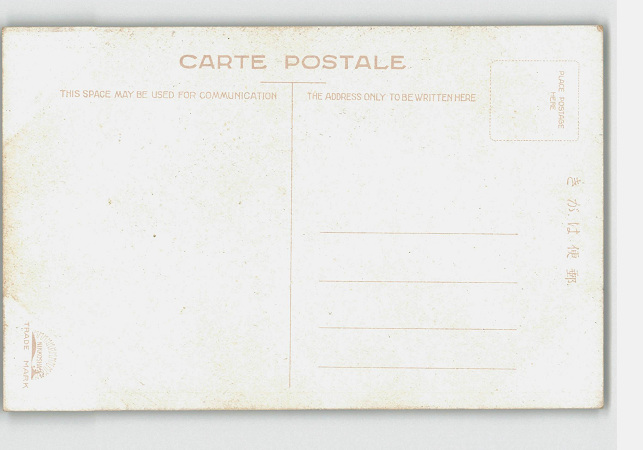 CARTE POSTALE
THIS SPACE MAY BE USED FOR COMMUNICATION
THE ADDRESS ONLY TO BE WRITTEN HERE
PLACE POSTAGE
HERE
きがは便郵
TRADE MARK